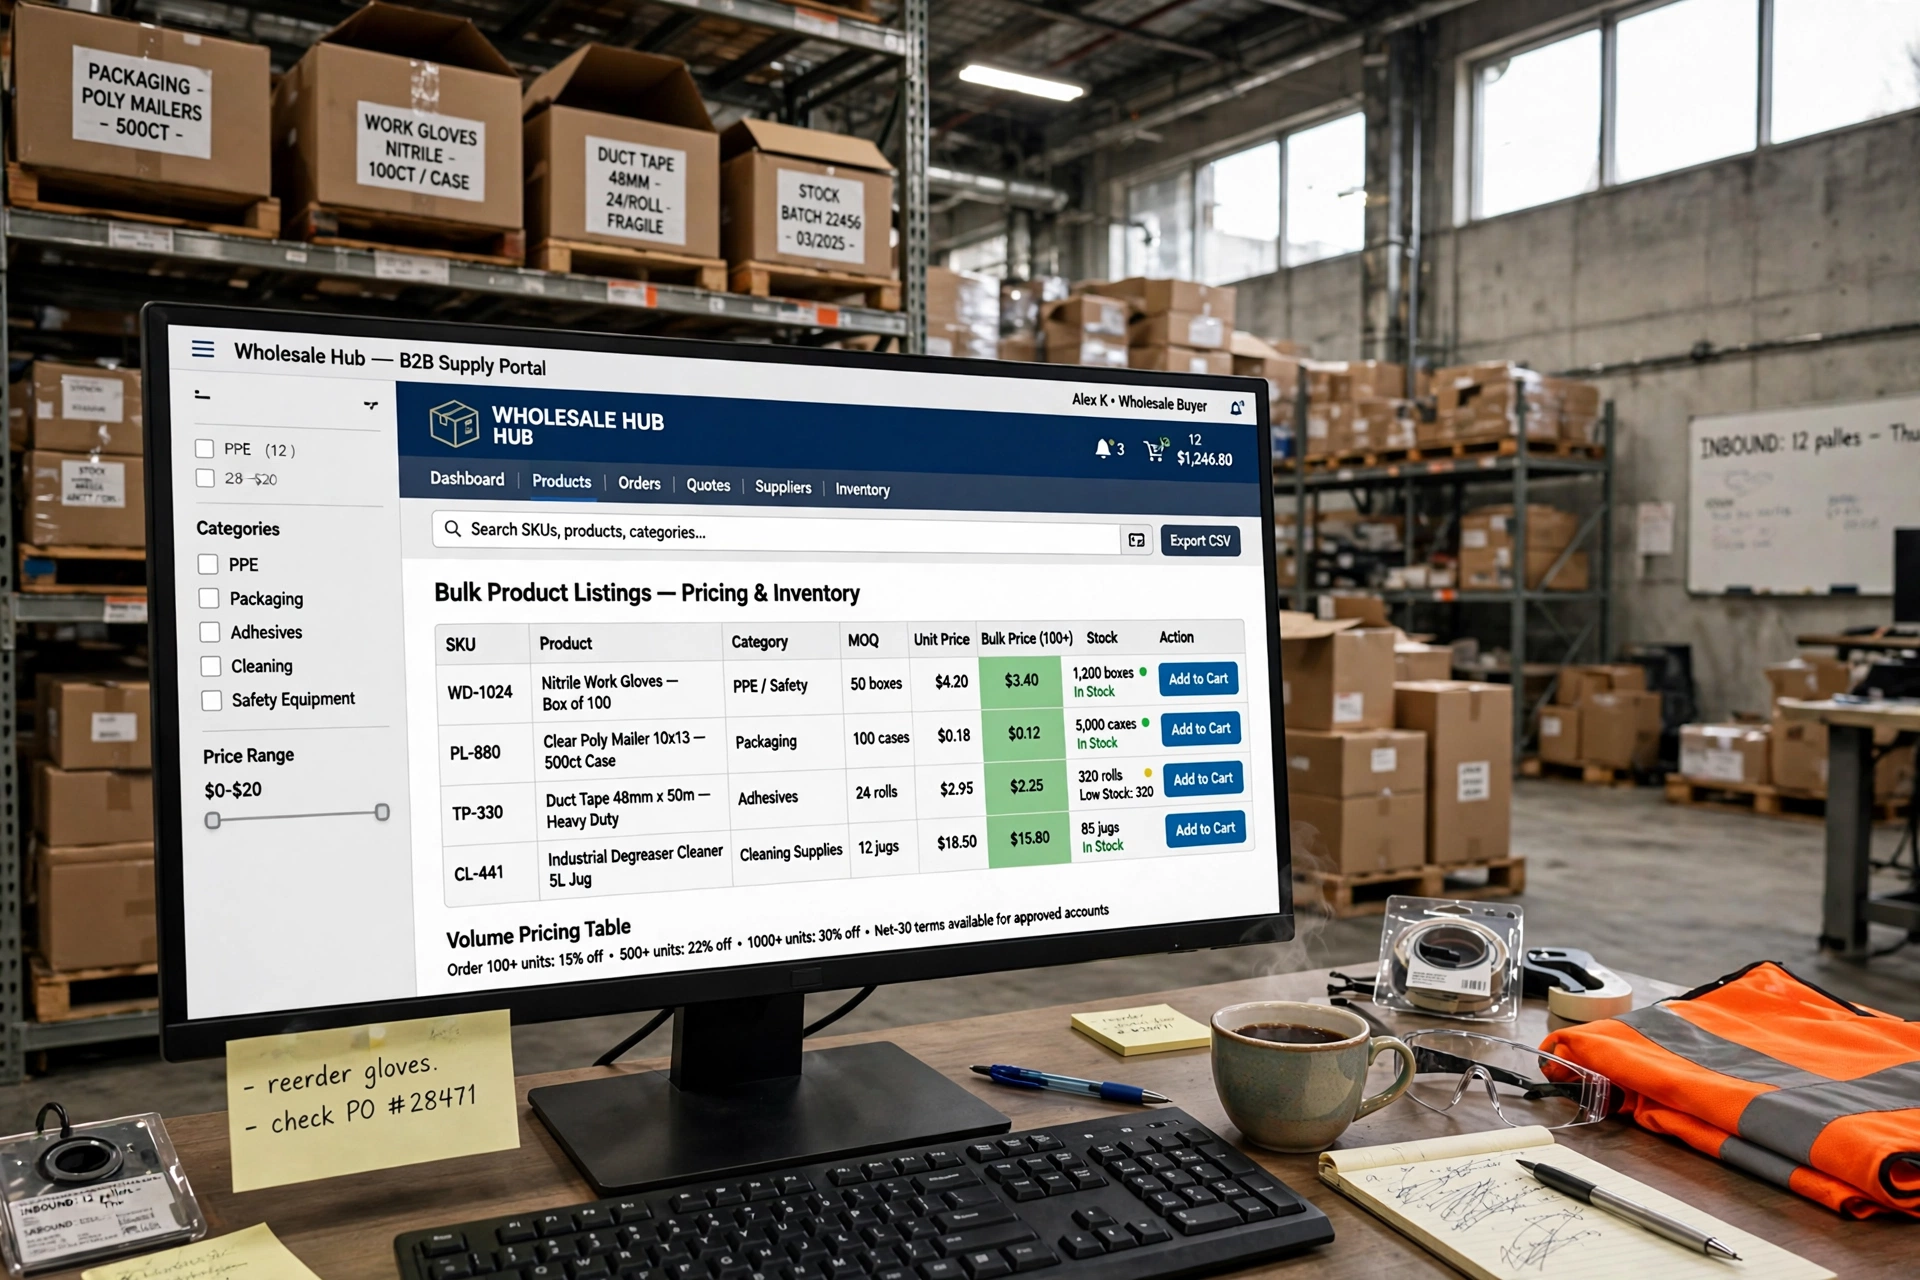 PACKAGING -
POLY MAILERS
- 500CT -
WORK GLOVES
NITRILE -
100CT / CASE
DUCT TAPE
48MM -
24/ROLL -
FRAGILE
STOCK
BATCH 22456
- 03/2025 -
STOCK
INBOUND: 12 palles – Thu
Wholesale Hub — B2B Supply Portal
Alex K • Wholesale Buyer
WHOLESALE HUB
HUB
3
12
$1,246.80
Dashboard | Products | Orders | Quotes | Suppliers | Inventory
Search SKUs, products, categories...
Export CSV
PPE (12)
28 -$20
Categories
PPE
Packaging
Adhesives
Cleaning
Safety Equipment
Price Range
$0-$20
Bulk Product Listings — Pricing & Inventory
SKU Product Category MOQ Unit Price Bulk Price (100+) Stock Action
WD-1024 Nitrile Work Gloves — PPE / Safety 50 boxes $4.20 $3.40 1,200 boxes Add to Cart
Box of 100 In Stock
PL-880 Clear Poly Mailer 10x13 — Packaging 100 cases $0.18 $0.12 5,000 caxes Add to Cart
500ct Case In Stock
TP-330 Duct Tape 48mm x 50m — Adhesives 24 rolls $2.95 $2.25 320 rolls Add to Cart
Heavy Duty Low Stock: 320
CL-441 Industrial Degreaser Cleaner Cleaning Supplies 12 jugs $18.50 $15.80 85 jugs Add to Cart
5L Jug In Stock
Volume Pricing Table
Order 100+ units: 15% off • 500+ units: 22% off • 1000+ units: 30% off • Net-30 terms available for approved accounts
- reerder gloves.
- check PO #28471
INBOUND: 12 pallers -
Thu